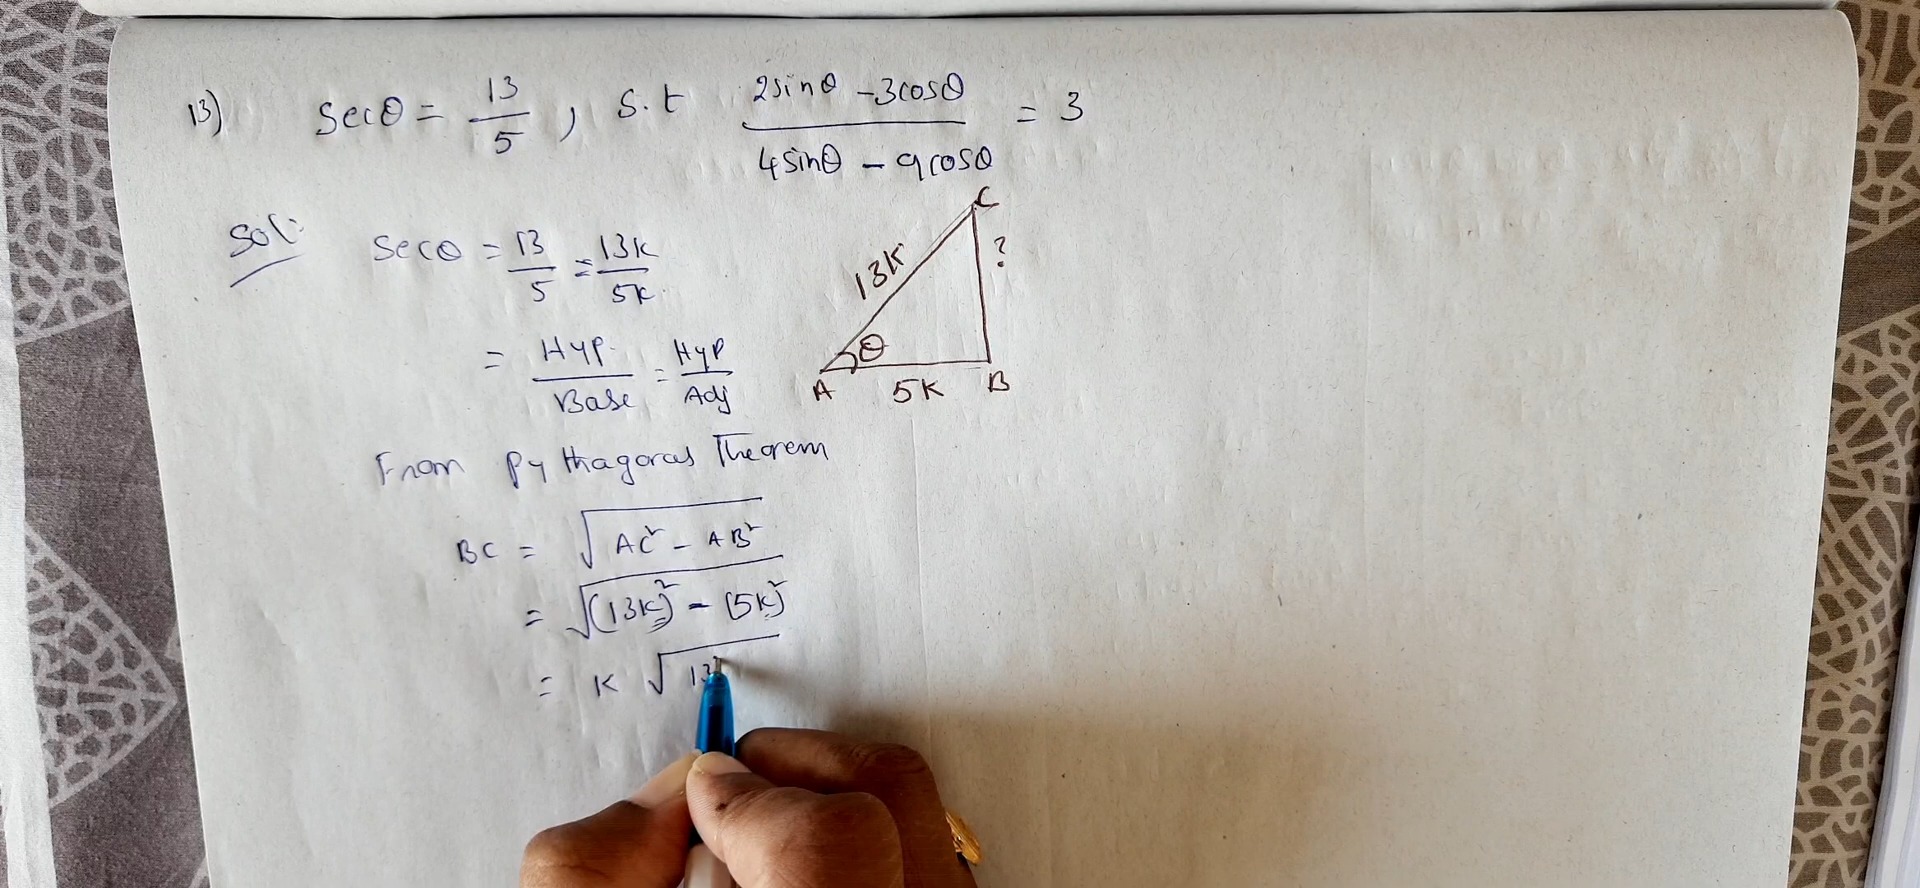 13) Secθ = 13/5, S.t (2sinθ - 3cosθ)/(4sinθ - 9cosθ) = 3
Sol: Secθ = 13/5 = 13K/5K
= Hyp./Base = Hyp/Adj
C
13K ?
θ
A 5K B
From Pythagoras Theorem
BC = √(AC² - AB²)
= √((13K)² - (5K)²)
= K √13